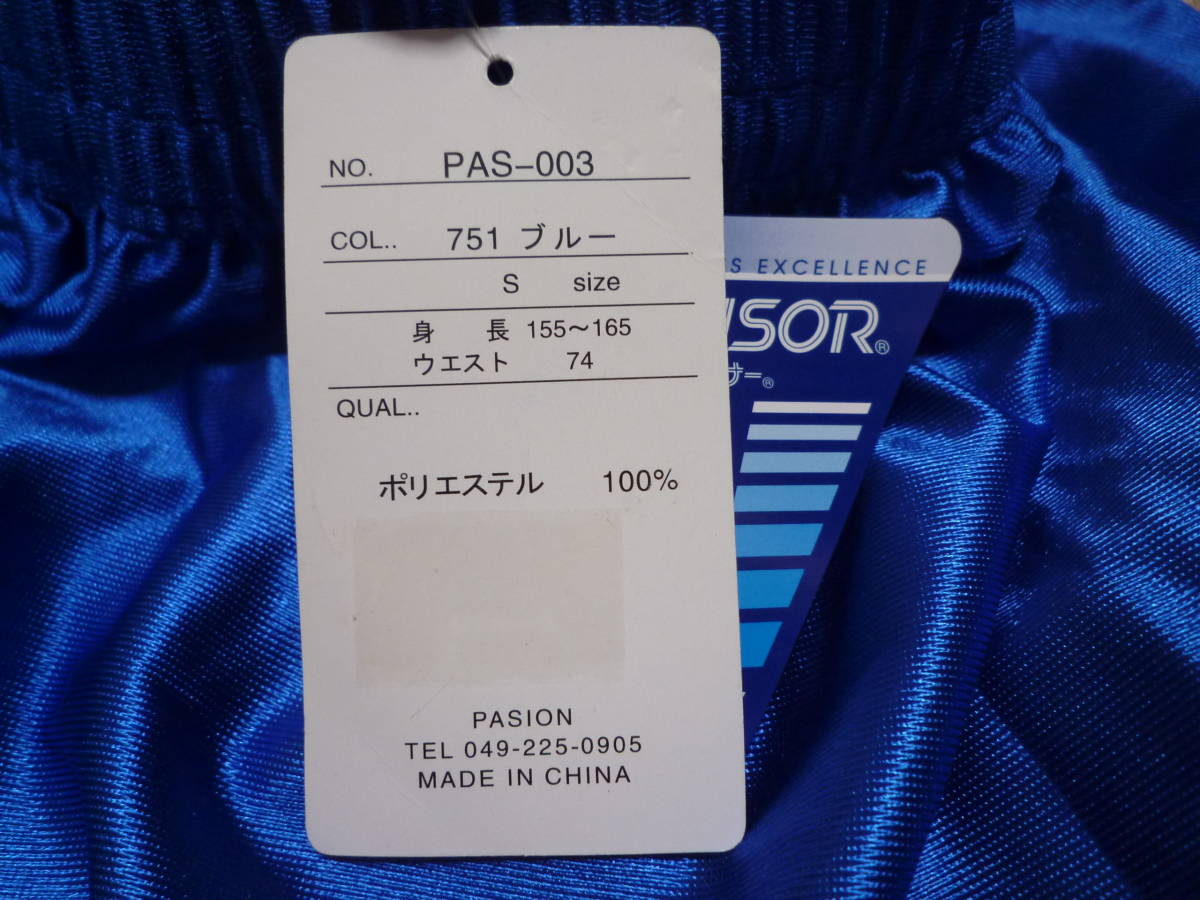 NO. PAS-003
COL.. 751 ブルー
S size
身 長 155〜165
ウエスト 74
QUAL..
ポリエステル 100%
PASION
TEL 049-225-0905
MADE IN CHINA
S EXCELLENCE
ISOR®
サー®